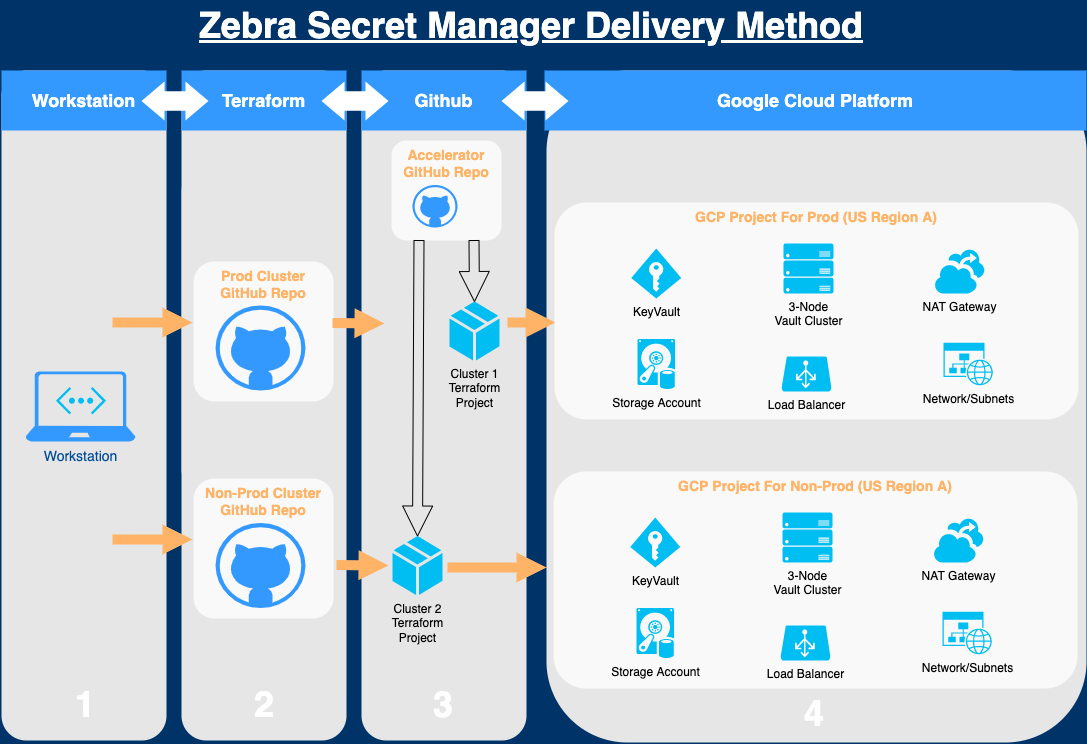 Zebra Secret Manager Delivery Method
Workstation
Terraform
Github
Google Cloud Platform
Workstation
1
Prod Cluster
GitHub Repo
Non-Prod Cluster
GitHub Repo
2
Accelerator
GitHub Repo
Cluster 1
Terraform
Project
Cluster 2
Terraform
Project
3
GCP Project For Prod (US Region A)
KeyVault
3-Node
Vault Cluster
NAT Gateway
Storage Account
Load Balancer
Network/Subnets
GCP Project For Non-Prod (US Region A)
KeyVault
3-Node
Vault Cluster
NAT Gateway
Storage Account
Load Balancer
Network/Subnets
4